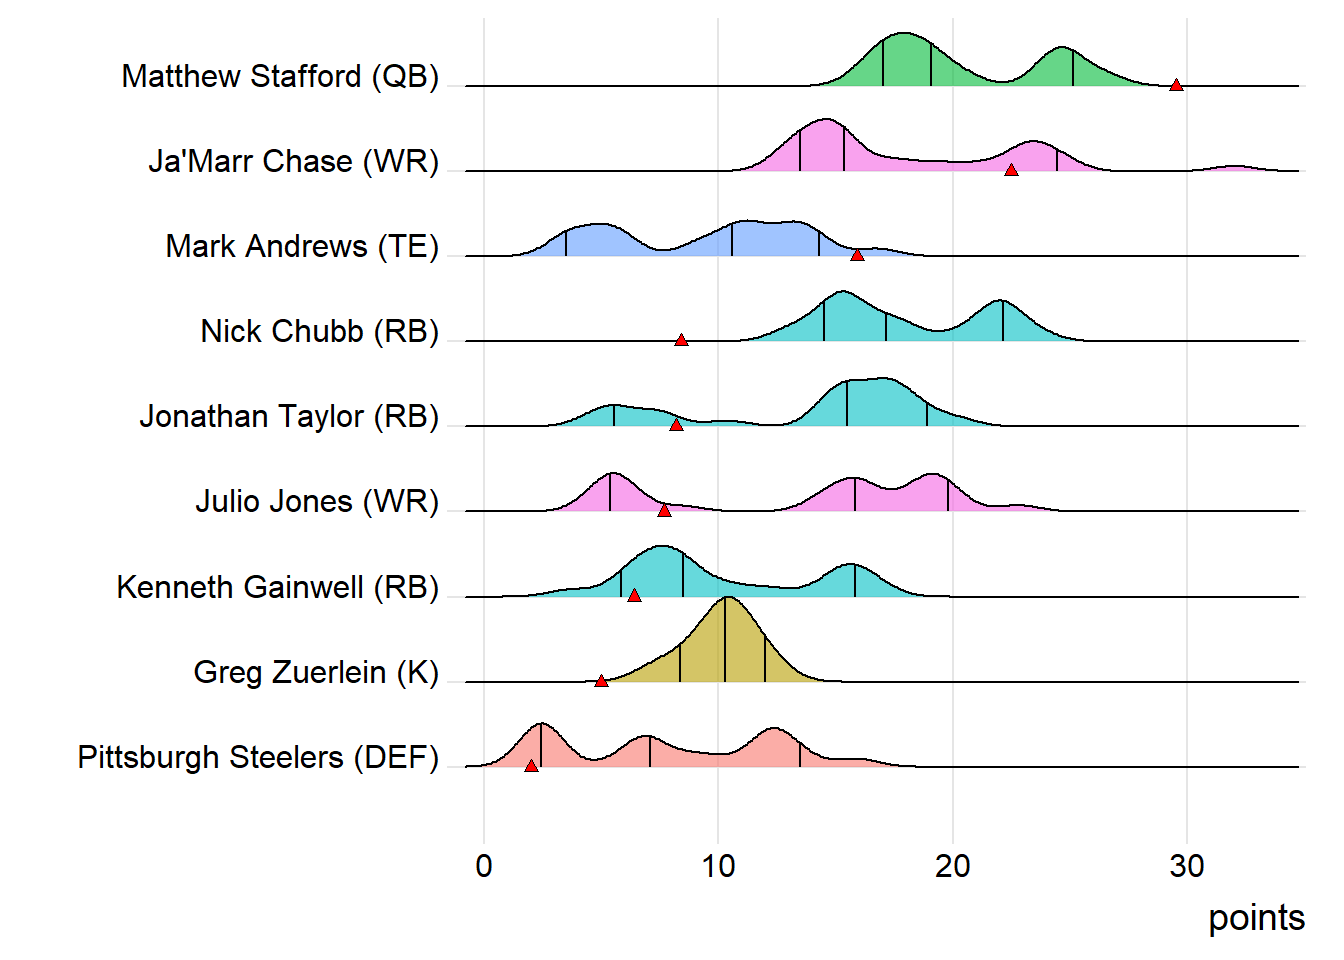 Matthew Stafford (QB)
Ja'Marr Chase (WR)
Mark Andrews (TE)
Nick Chubb (RB)
Jonathan Taylor (RB)
Julio Jones (WR)
Kenneth Gainwell (RB)
Greg Zuerlein (K)
Pittsburgh Steelers (DEF)
0 10 20 30
points